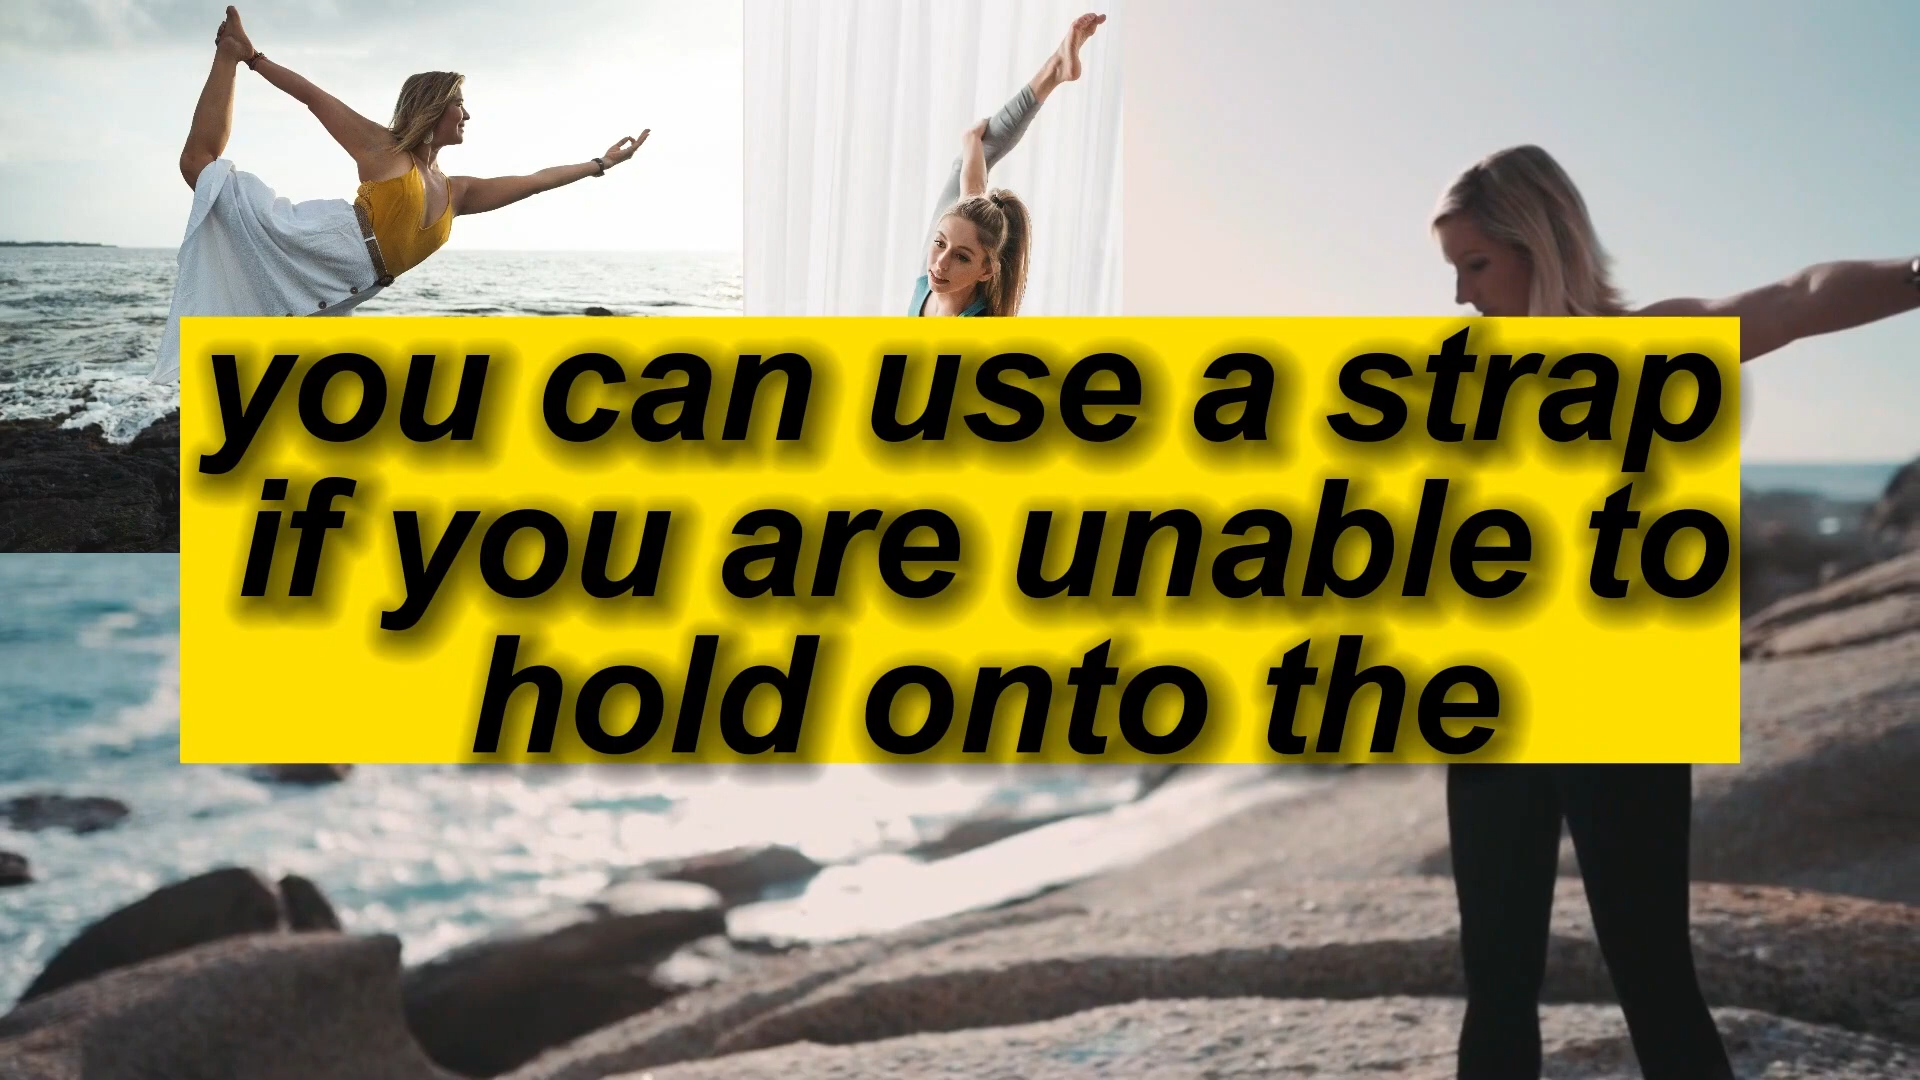 you can use a strap
if you are unable to
hold onto the